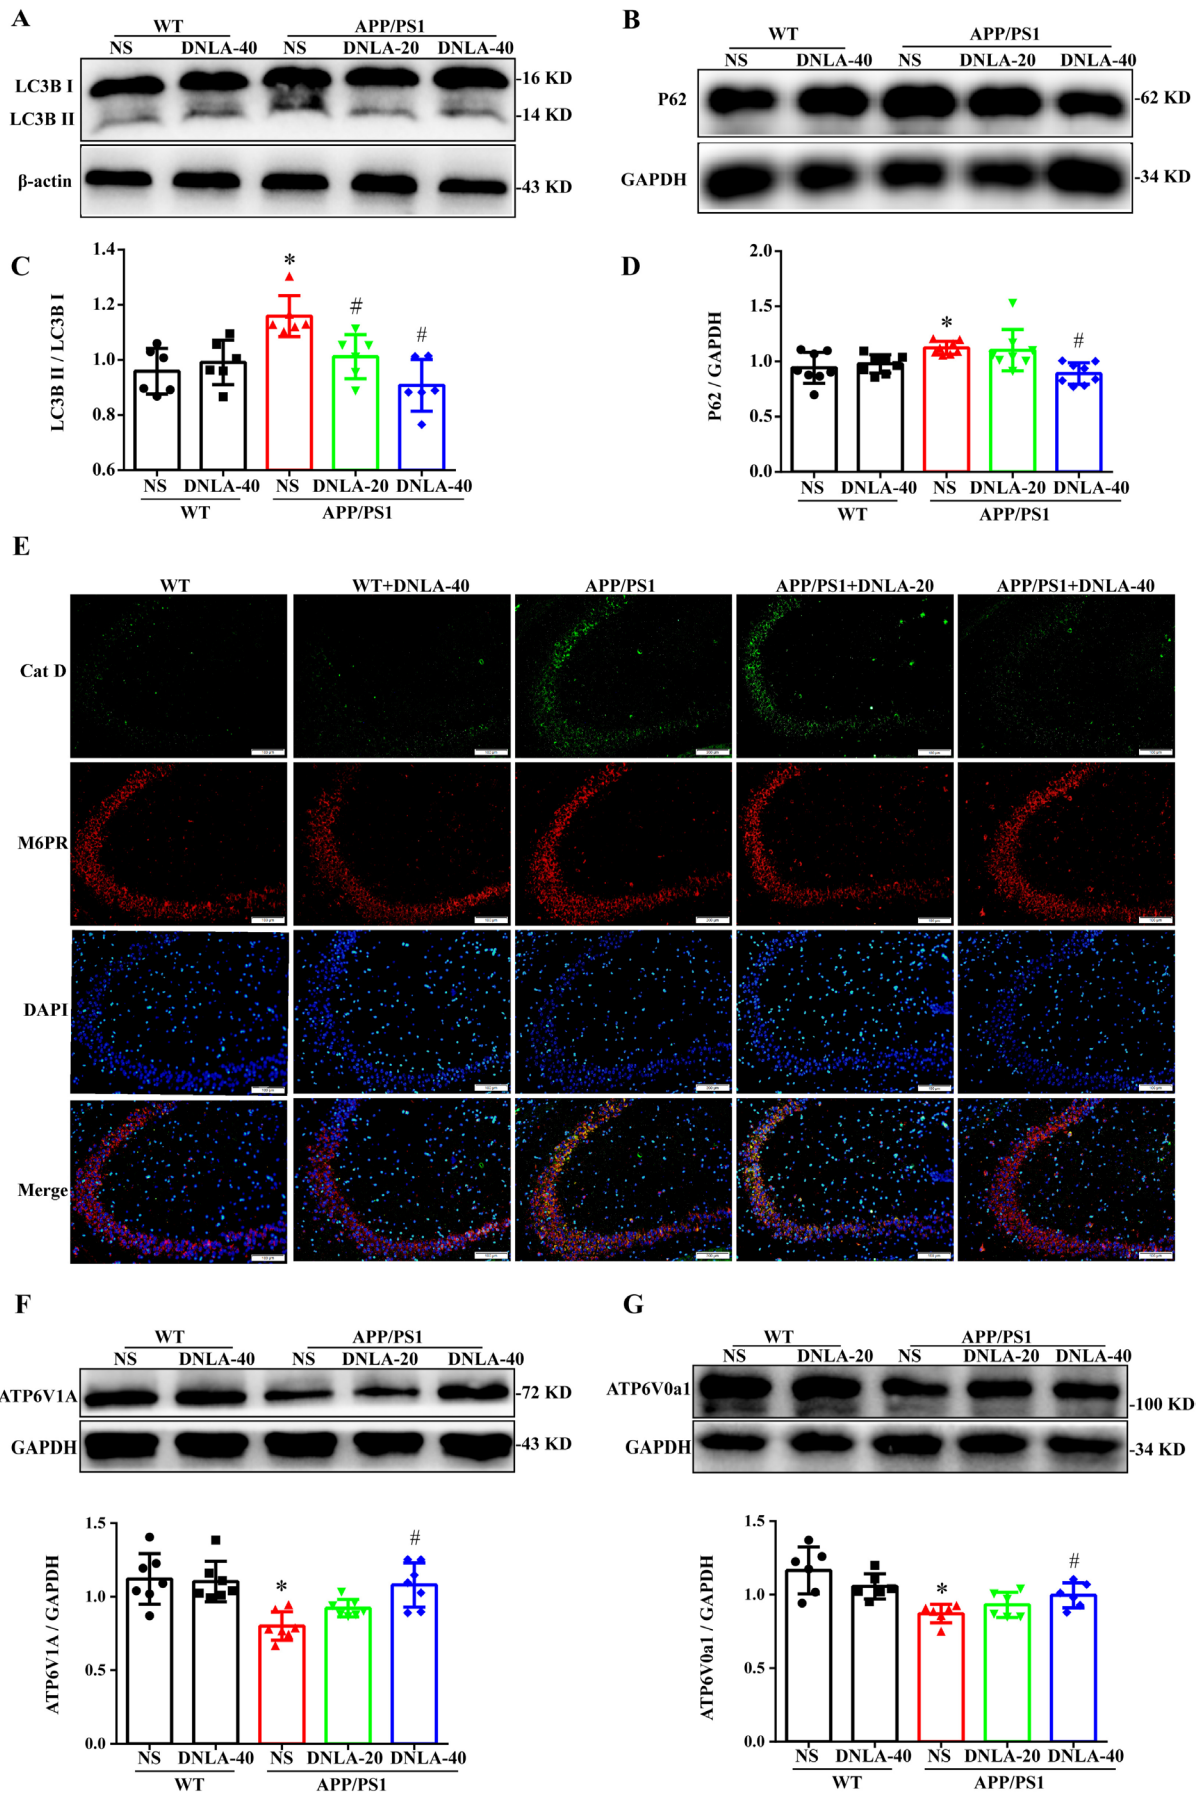 A
WT
APP/PS1
NS
DNLA-40
NS
DNLA-20
DNLA-40
LC3B I
-16 KD
LC3B II
-14 KD
β-actin
-43 KD
B
WT
APP/PS1
NS
DNLA-40
NS
DNLA-20
DNLA-40
P62
-62 KD
GAPDH
-34 KD
C
LC3B II / LC3B I
1.4
1.2
1.0
0.8
0.6
*
#
#
NS
DNLA-40
NS
DNLA-20
DNLA-40
WT
APP/PS1
D
P62 / GAPDH
2.0
1.5
1.0
0.5
0.0
*
#
NS
DNLA-40
NS
DNLA-20
DNLA-40
WT
APP/PS1
E
WT
WT+DNLA-40
APP/PS1
APP/PS1+DNLA-20
APP/PS1+DNLA-40
Cat D
M6PR
DAPI
Merge
F
WT
APP/PS1
NS
DNLA-40
NS
DNLA-20
DNLA-40
ATP6V1A
-72 KD
GAPDH
-43 KD
ATP6V1A / GAPDH
1.5
1.0
0.5
0.0
*
#
NS
DNLA-40
NS
DNLA-20
DNLA-40
WT
APP/PS1
G
WT
APP/PS1
NS
DNLA-20
NS
DNLA-20
DNLA-40
ATP6V0a1
-100 KD
GAPDH
-34 KD
ATP6V0a1 / GAPDH
1.5
1.0
0.5
0.0
*
#
NS
DNLA-40
NS
DNLA-20
DNLA-40
WT
APP/PS1